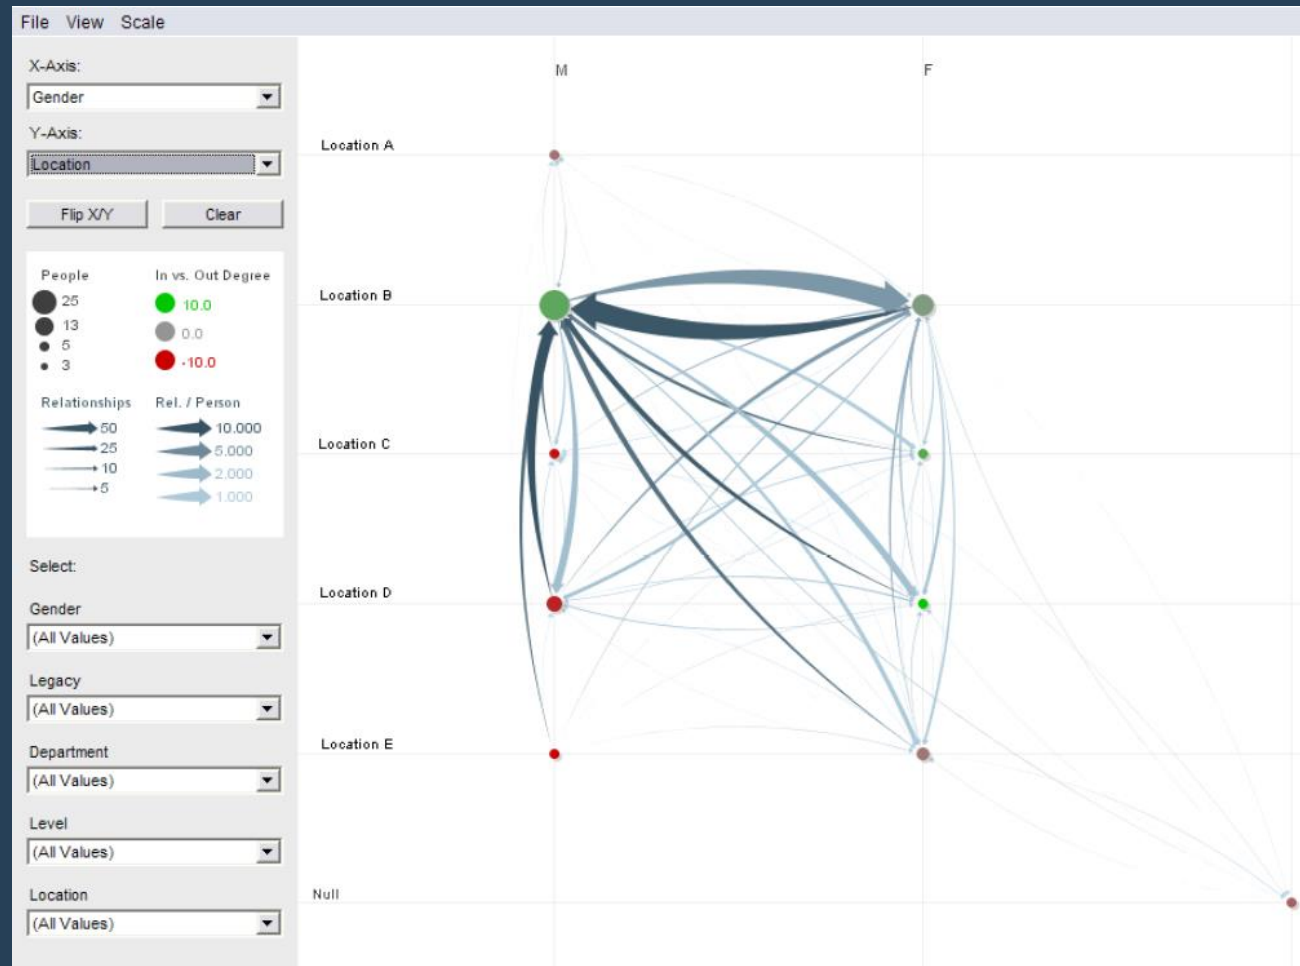 File View Scale
X-Axis:
Gender
Y-Axis:
Location
Flip X/Y Clear
People In vs. Out Degree
25 10.0
13 0.0
5 -10.0
3
Relationships Rel. / Person
50 10.000
25 5.000
10 2.000
5 1.000
Select:
Gender
(All Values)
Legacy
(All Values)
Department
(All Values)
Level
(All Values)
Location
(All Values)
M F
Location A
Location B
Location C
Location D
Location E
Null